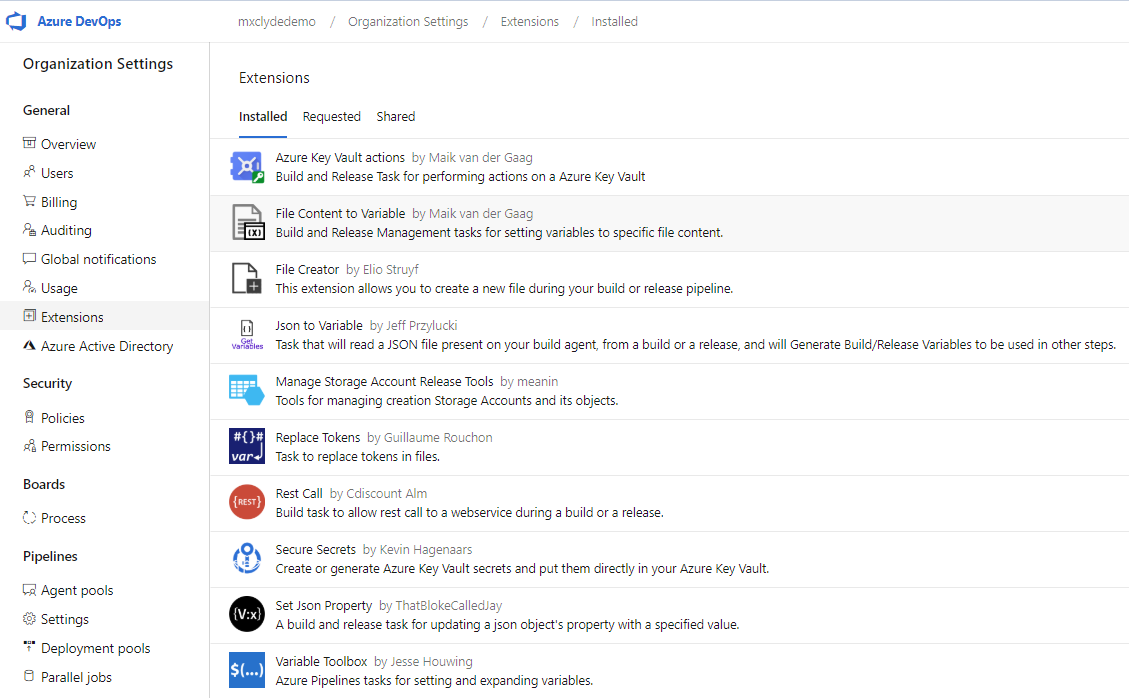 Azure DevOps
mxclydedemo / Organization Settings / Extensions / Installed
Organization Settings
General
Overview
Users
Billing
Auditing
Global notifications
Usage
Extensions
Azure Active Directory
Security
Policies
Permissions
Boards
Process
Pipelines
Agent pools
Settings
Deployment pools
Parallel jobs
Extensions
Installed Requested Shared
Azure Key Vault actions by Maik van der Gaag
Build and Release Task for performing actions on a Azure Key Vault
(x)
File Content to Variable by Maik van der Gaag
Build and Release Management tasks for setting variables to specific file content.
File Creator by Elio Struyf
This extension allows you to create a new file during your build or release pipeline.
{}
Get
Variables
Json to Variable by Jeff Przylucki
Task that will read a JSON file present on your build agent, from a build or a release, and will Generate Build/Release Variables to be used in other steps.
Manage Storage Account Release Tools by meanin
Tools for managing creation Storage Accounts and its objects.
#{}#
var
Replace Tokens by Guillaume Rouchon
Task to replace tokens in files.
{REST}
Rest Call by Cdiscount Alm
Build task to allow rest call to a webservice during a build or a release.
Secure Secrets by Kevin Hagenaars
Create or generate Azure Key Vault secrets and put them directly in your Azure Key Vault.
{V:x}
Set Json Property by ThatBlokeCalledJay
A build and release task for updating a json object's property with a specified value.
$(...)
Variable Toolbox by Jesse Houwing
Azure Pipelines tasks for setting and expanding variables.